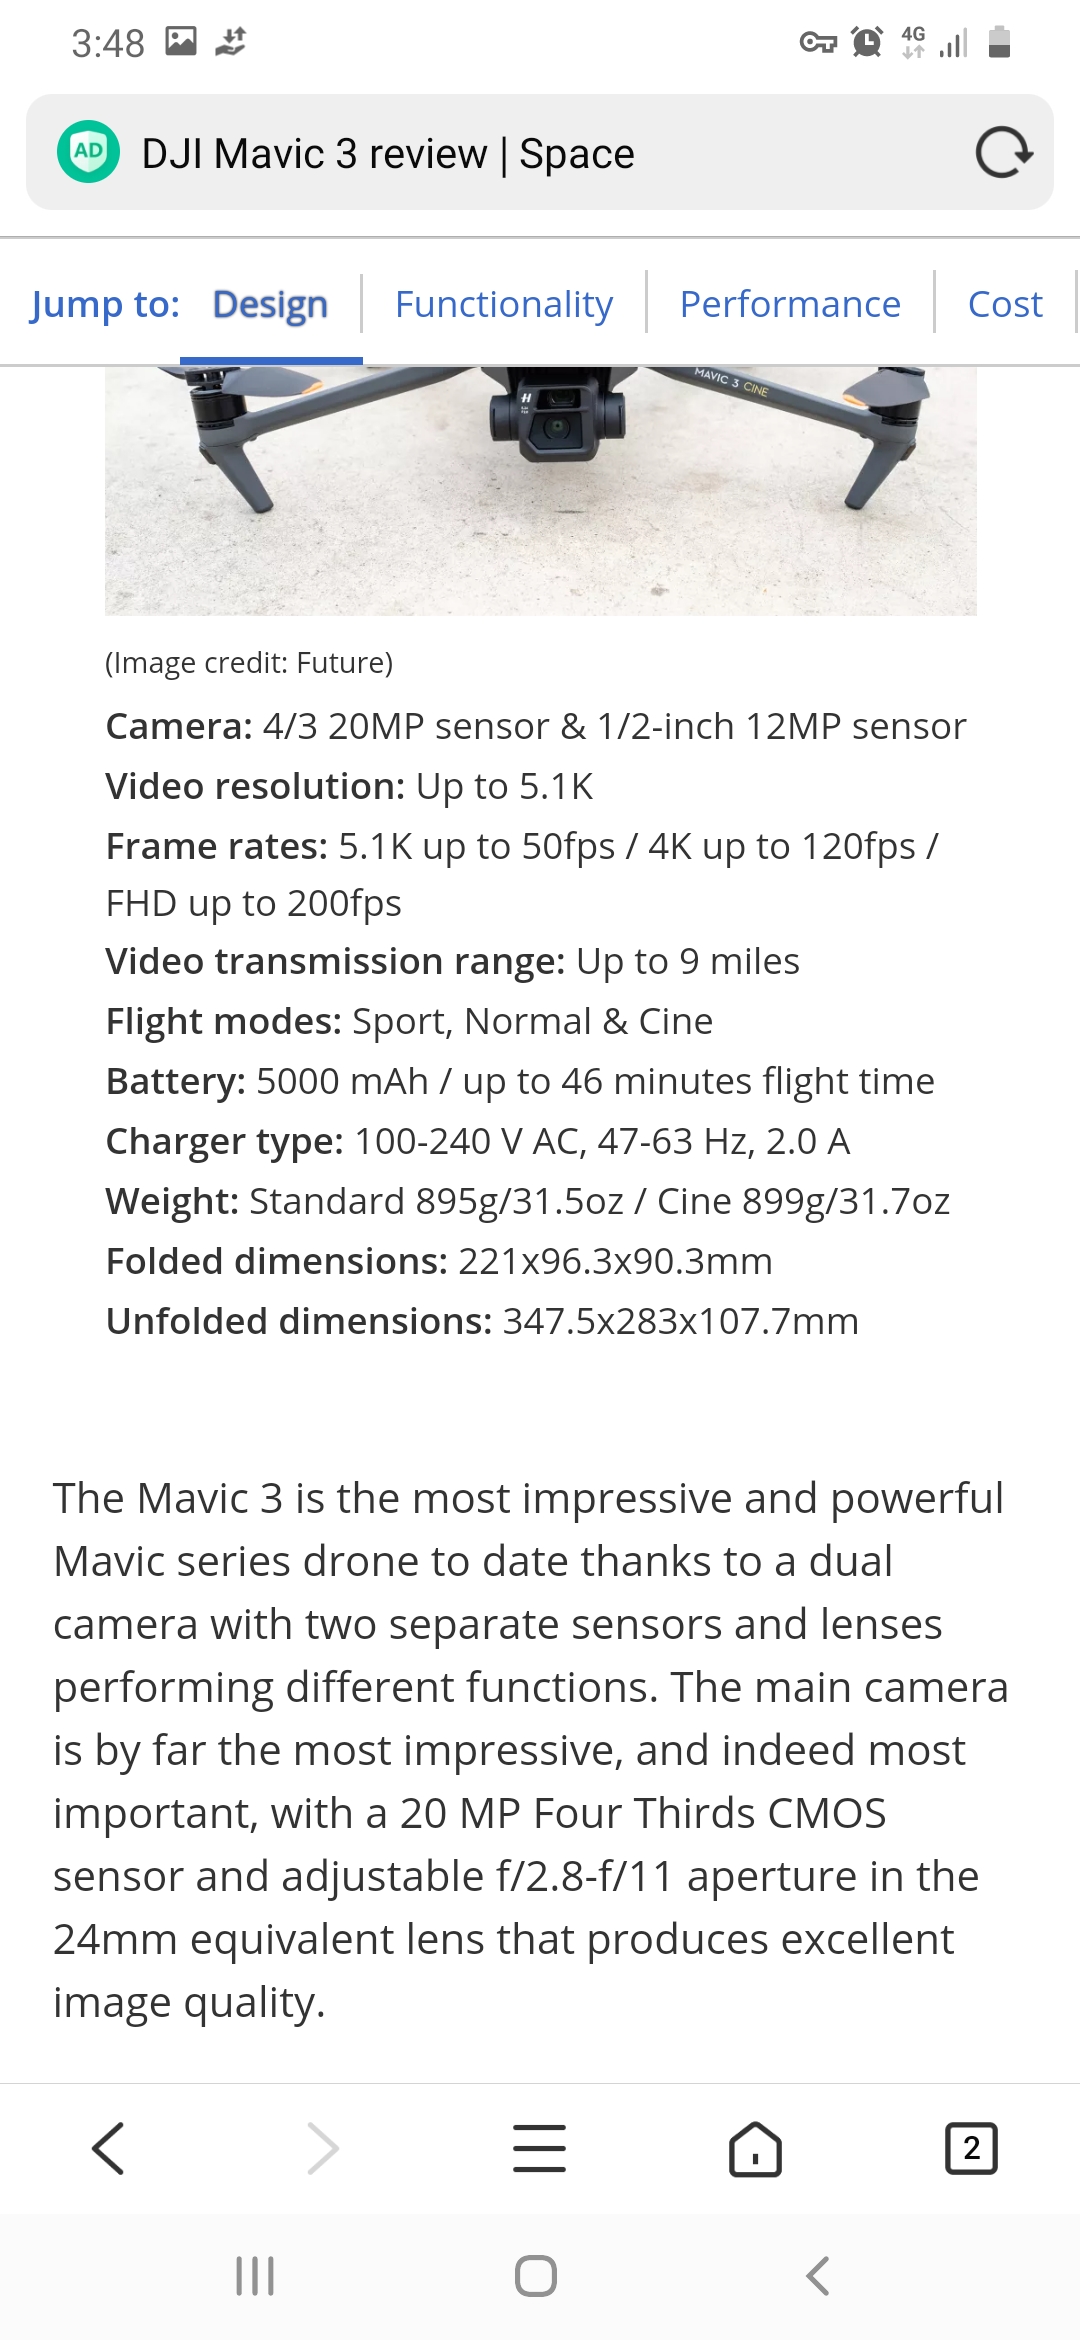 3:48
4G
AD
DJI Mavic 3 review | Space
Jump to: Design Functionality Performance Cost
MAVIC 3 CINE
H
(Image credit: Future)
Camera: 4/3 20MP sensor & 1/2-inch 12MP sensor
Video resolution: Up to 5.1K
Frame rates: 5.1K up to 50fps / 4K up to 120fps /
FHD up to 200fps
Video transmission range: Up to 9 miles
Flight modes: Sport, Normal & Cine
Battery: 5000 mAh / up to 46 minutes flight time
Charger type: 100-240 V AC, 47-63 Hz, 2.0 A
Weight: Standard 895g/31.5oz / Cine 899g/31.7oz
Folded dimensions: 221x96.3x90.3mm
Unfolded dimensions: 347.5x283x107.7mm
The Mavic 3 is the most impressive and powerful
Mavic series drone to date thanks to a dual
camera with two separate sensors and lenses
performing different functions. The main camera
is by far the most impressive, and indeed most
important, with a 20 MP Four Thirds CMOS
sensor and adjustable f/2.8-f/11 aperture in the
24mm equivalent lens that produces excellent
image quality.
2